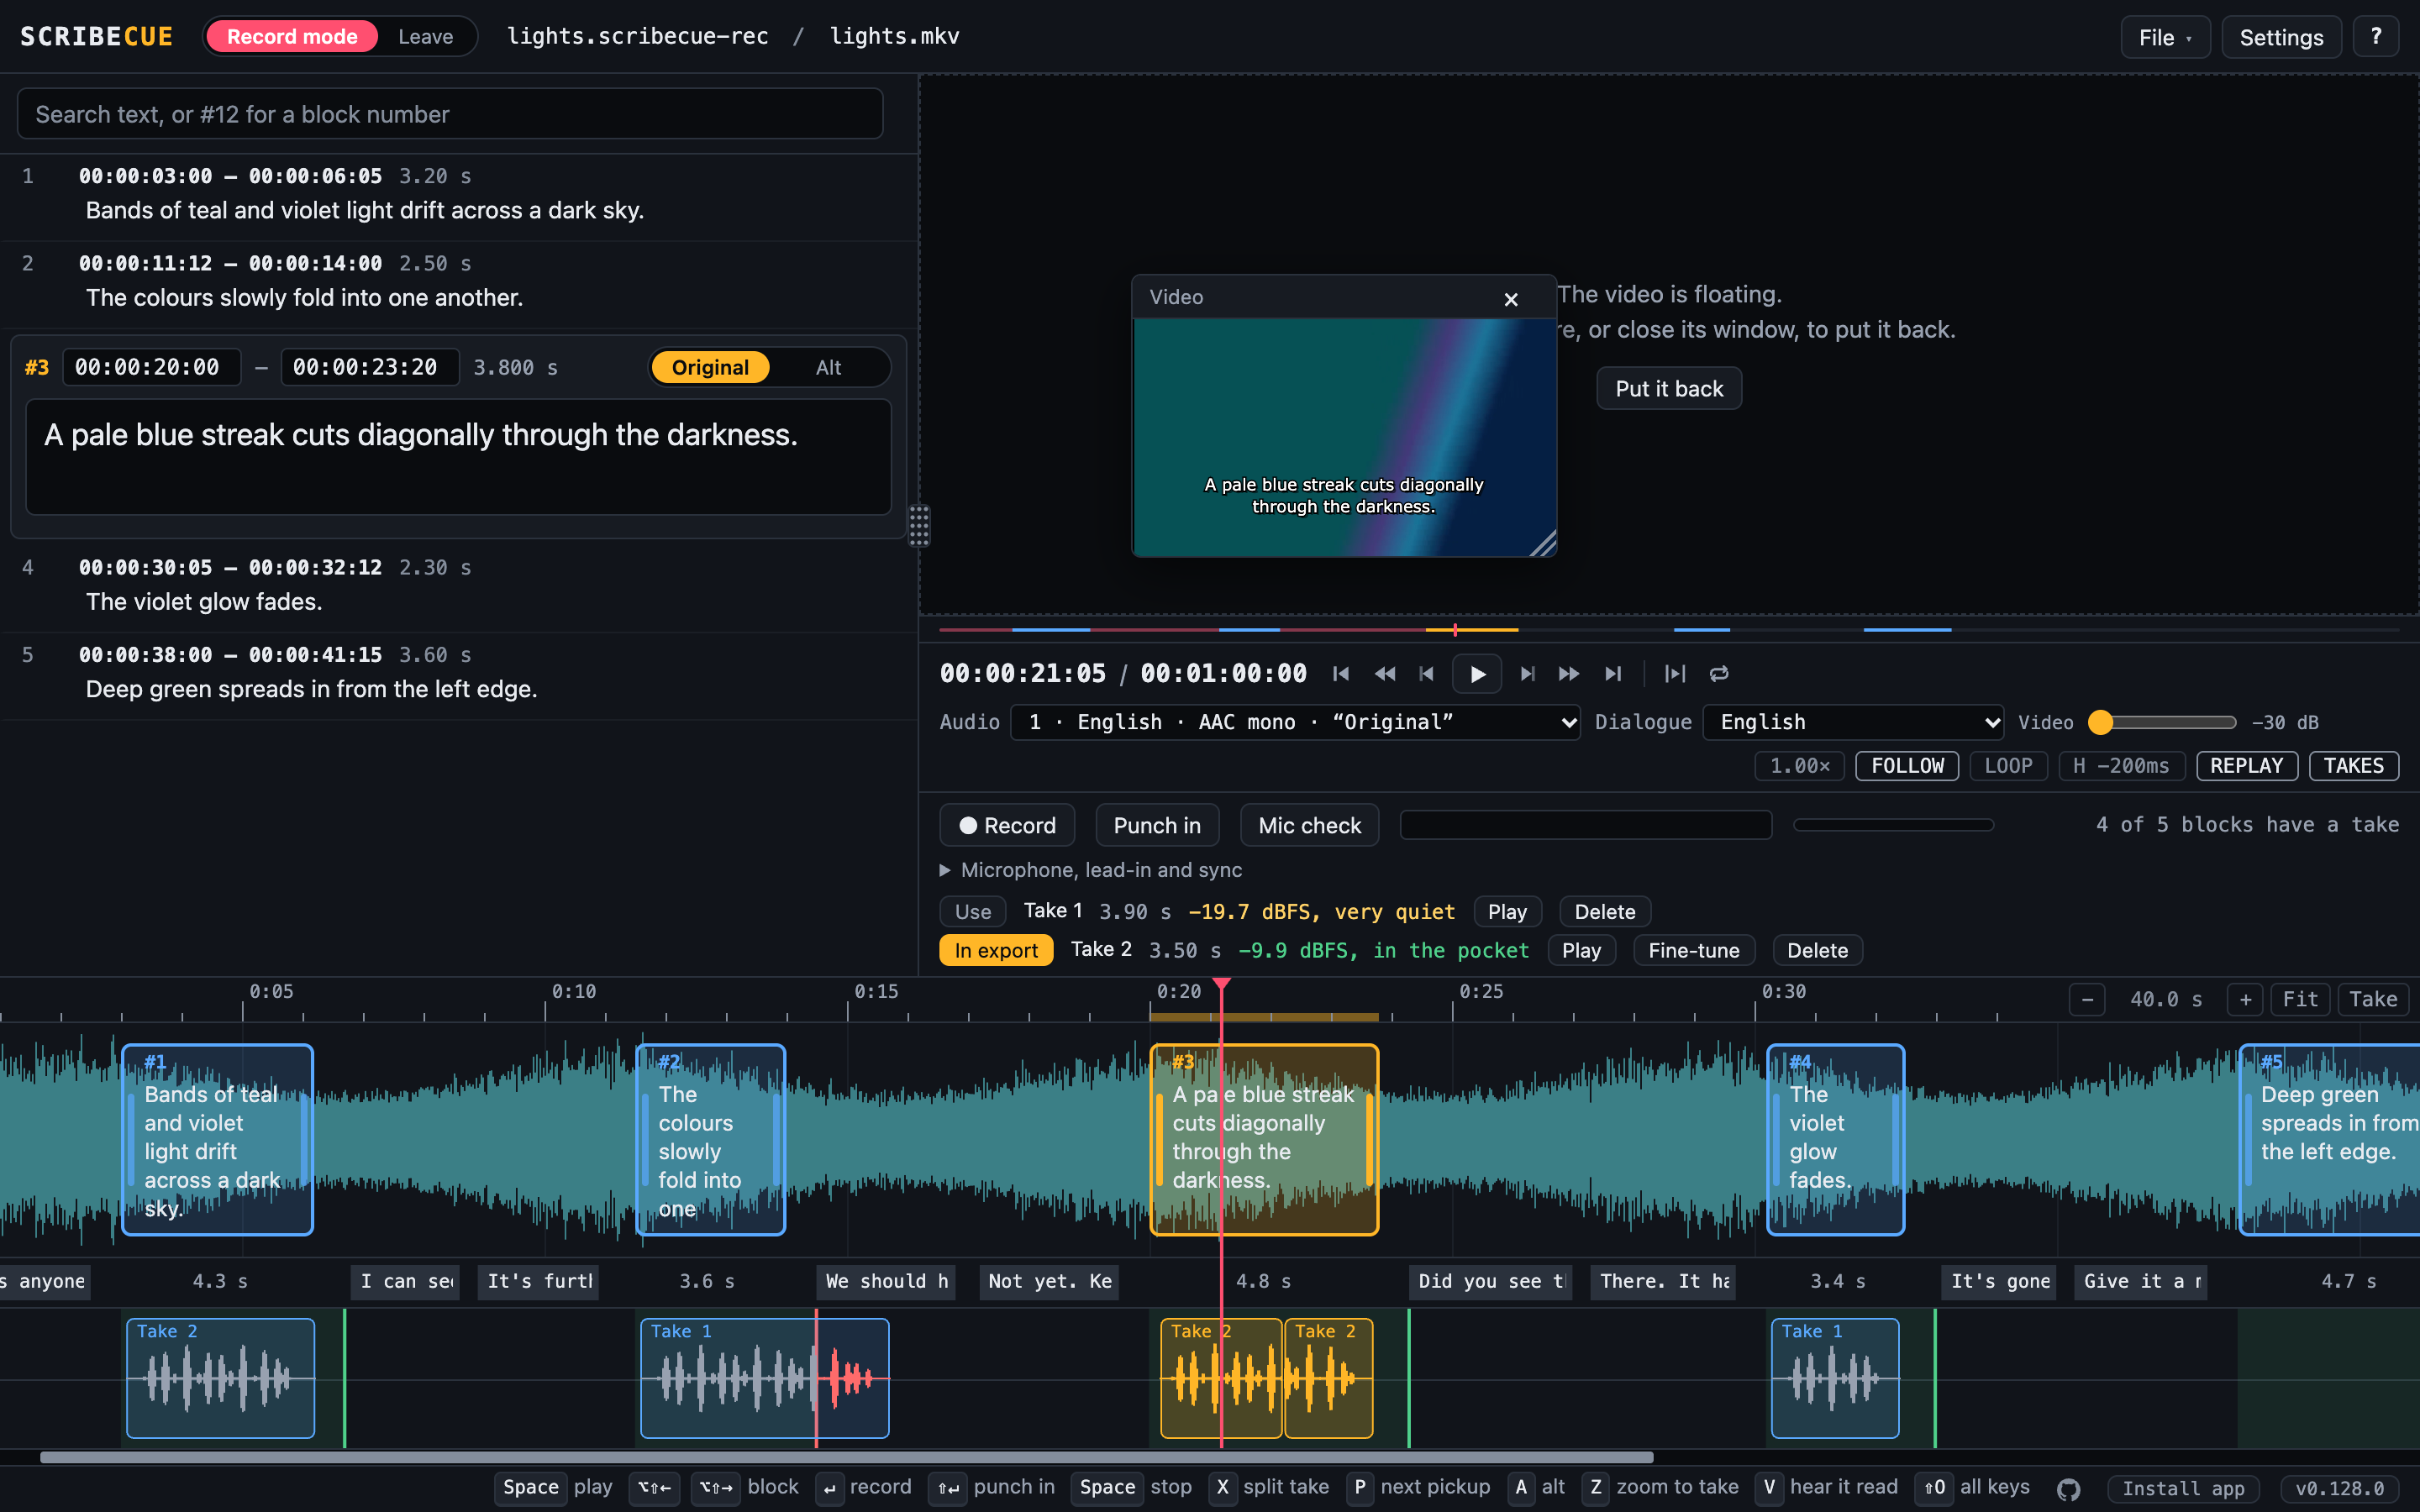 SCRIBECUE Record mode Leave lights.scribecue-rec / lights.mkv File Settings ?
Search text, or #12 for a block number
1 00:00:03:00 – 00:00:06:05 3.20 s
Bands of teal and violet light drift across a dark sky.
2 00:00:11:12 – 00:00:14:00 2.50 s
The colours slowly fold into one another.
#3 00:00:20:00 – 00:00:23:20 3.800 s Original Alt
A pale blue streak cuts diagonally through the darkness.
4 00:00:30:05 – 00:00:32:12 2.30 s
The violet glow fades.
5 00:00:38:00 – 00:00:41:15 3.60 s
Deep green spreads in from the left edge.
Video ×
A pale blue streak cuts diagonally
through the darkness.
The video is floating.
re, or close its window, to put it back.
Put it back
00:00:21:05 / 00:01:00:00
Audio 1 · English · AAC mono · “Original” Dialogue English Video −30 dB
1.00× FOLLOW LOOP H −200ms REPLAY TAKES
Record Punch in Mic check 4 of 5 blocks have a take
Microphone, lead-in and sync
Use Take 1 3.90 s −19.7 dBFS, very quiet Play Delete
In export Take 2 3.50 s −9.9 dBFS, in the pocket Play Fine-tune Delete
0:05 0:10 0:15 0:20 0:25 0:30 − 40.0 s + Fit Take
#1
Bands of teal
and violet
light drift
across a dark
sky.
#2
The
colours
slowly
fold into
one
#3
A pale blue streak
cuts diagonally
through the
darkness.
#4
The
violet
glow
fades.
#5
Deep green
spreads in from
the left edge.
s anyone 4.3 s I can see It's furth 3.6 s We should h Not yet. Ke 4.8 s Did you see t There. It ha 3.4 s It's gone Give it a 4.7 s
Take 2 Take 1 Take 2 Take 2 Take 1
Space play ⌥⇧← ⌥⇧→ block ↵ record ⇧↵ punch in Space stop X split take P next pickup A alt Z zoom to take V hear it read ⇧O all keys Install app v0.128.0